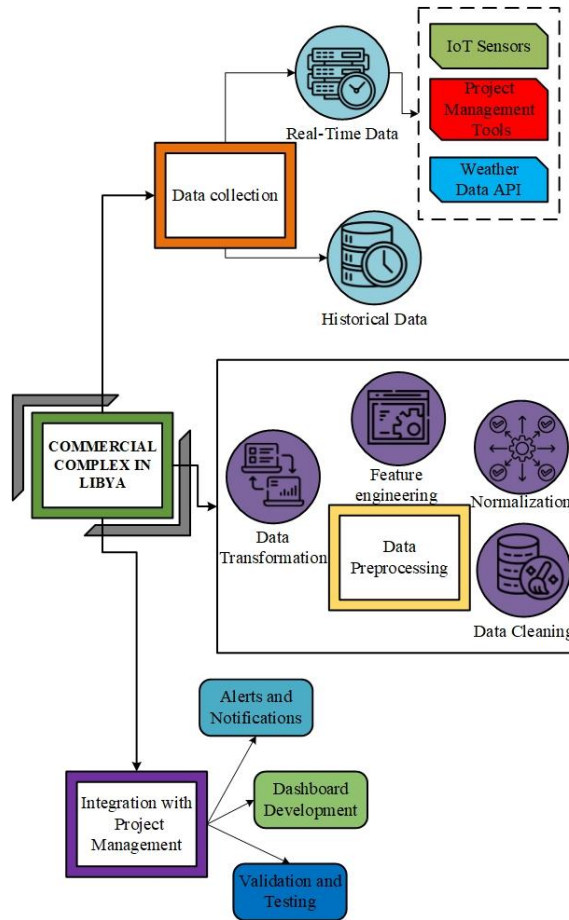 IoT Sensors
Project
Management
Tools
Weather
Data API
Real-Time Data
Data collection
Historical Data
COMMERCIAL
COMPLEX IN
LIBYA
Feature
engineering
Normalization
Data
Transformation
Data
Preprocessing
Data Cleaning
Alerts and
Notifications
Integration with
Project
Management
Dashboard
Development
Validation and
Testing